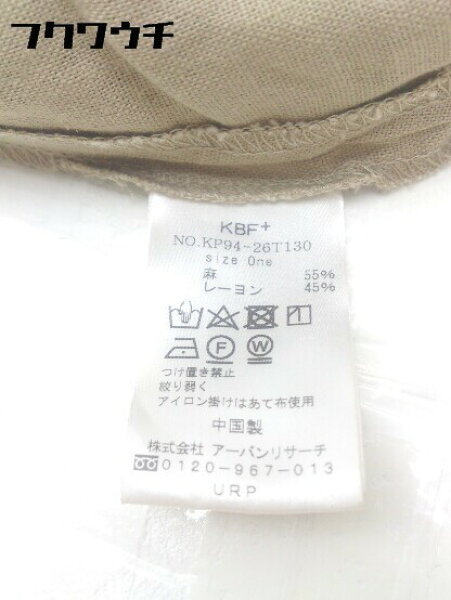 フクワウチ
KBF+
NO.KP94-26T130
size One
麻 55%
レーヨン 45%
F W
つけ置き禁止
絞り弱く
アイロン掛けはあて布使用
中国製
株式会社 アーバンリサーチ
0120-967-013
URP